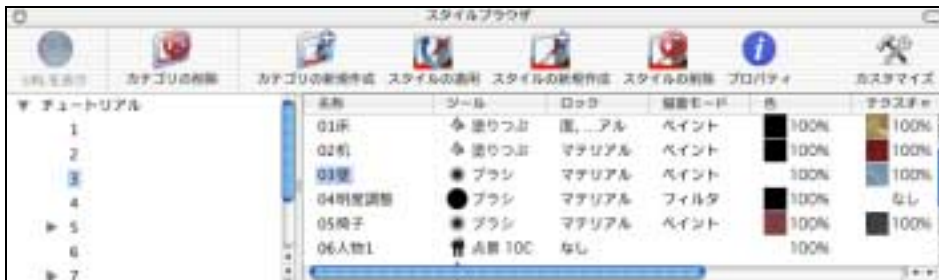 スタイルブラウザ
URLを表示 カテゴリの削除 カテゴリの新規作成 スタイルの適用 スタイルの新規作成 スタイルの削除 プロパティ カスタマイズ
▼ チュートリアル
1
2
3
4
▶ 5
6
▶ 7
名称 ツール ロック 描画モード 色 テクスチャ
01床 塗りつぶ 面,...アル ペイント 100% 100%
02机 塗りつぶ マテリアル ペイント 100% 100%
03壁 ブラシ マテリアル ペイント 100% 100%
04明度調整 ブラシ マテリアル フィルタ 100% なし
05椅子 ブラシ マテリアル ペイント 100% 100%
06人物1 点景 10C なし 100%